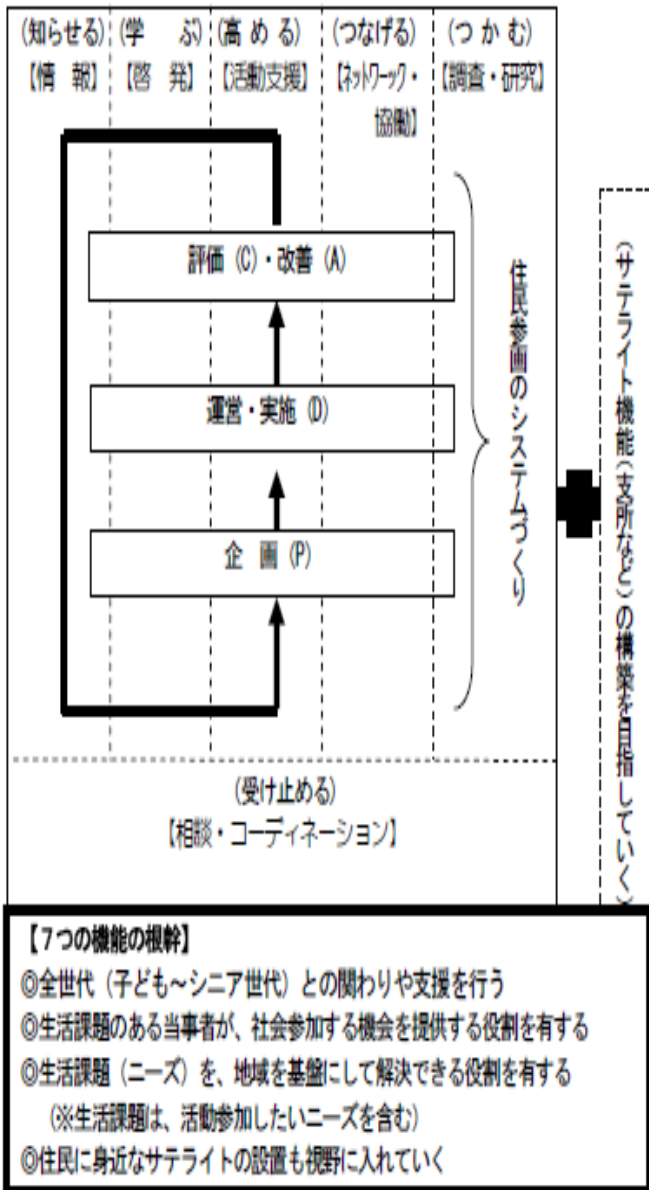 (知らせる) (学　ぶ) (高 め る) (つなげる) (つ か む)
【情　報】 【啓　発】 【活動支援】 【ネットワーク・協働】 【調査・研究】
評価 (C)・改善 (A)
運営・実施 (D)
企　画 (P)
住民参画のシステムづくり
(サテライト機能(支所など)の構築を目指していく)
(受け止める)
【相談・コーディネーション】
【７つの機能の根幹】
◎全世代（子ども～シニア世代）との関わりや支援を行う
◎生活課題のある当事者が、社会参加する機会を提供する役割を有する
◎生活課題（ニーズ）を、地域を基盤にして解決できる役割を有する
（※生活課題は、活動参加したいニーズを含む）
◎住民に身近なサテライトの設置も視野に入れていく